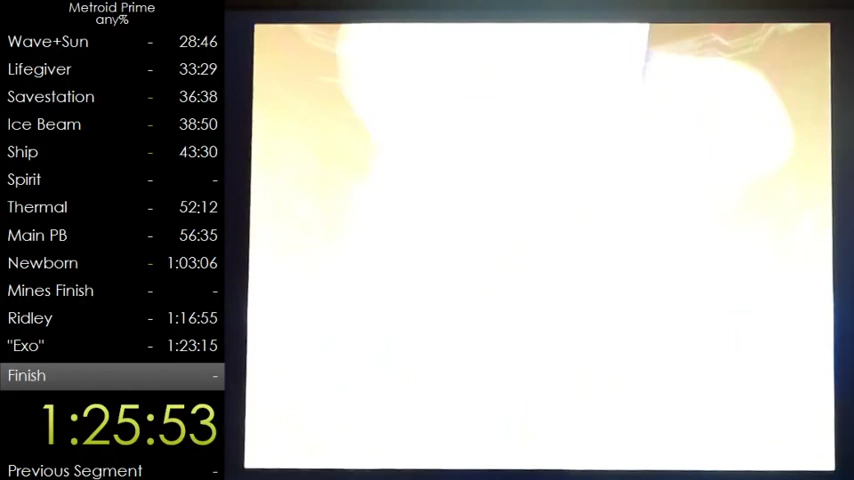 Metroid Prime
any%
Wave+Sun - 28:46
Lifegiver - 33:29
Savestation - 36:38
Ice Beam - 38:50
Ship - 43:30
Spirit - -
Thermal - 52:12
Main PB - 56:35
Newborn - 1:03:06
Mines Finish - -
Ridley - 1:16:55
"Exo" - 1:23:15
Finish -
1:25:53
Previous Segment -